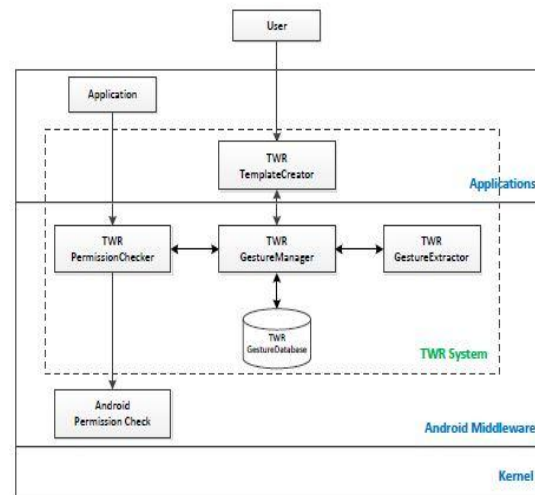 User
Application
TWR
TemplateCreator
Applications
TWR
PermissionChecker
TWR
GestureManager
TWR
GestureExtractor
TWR
GestureDatabase
TWR System
Android
Permission Check
Android Middleware
Kernel